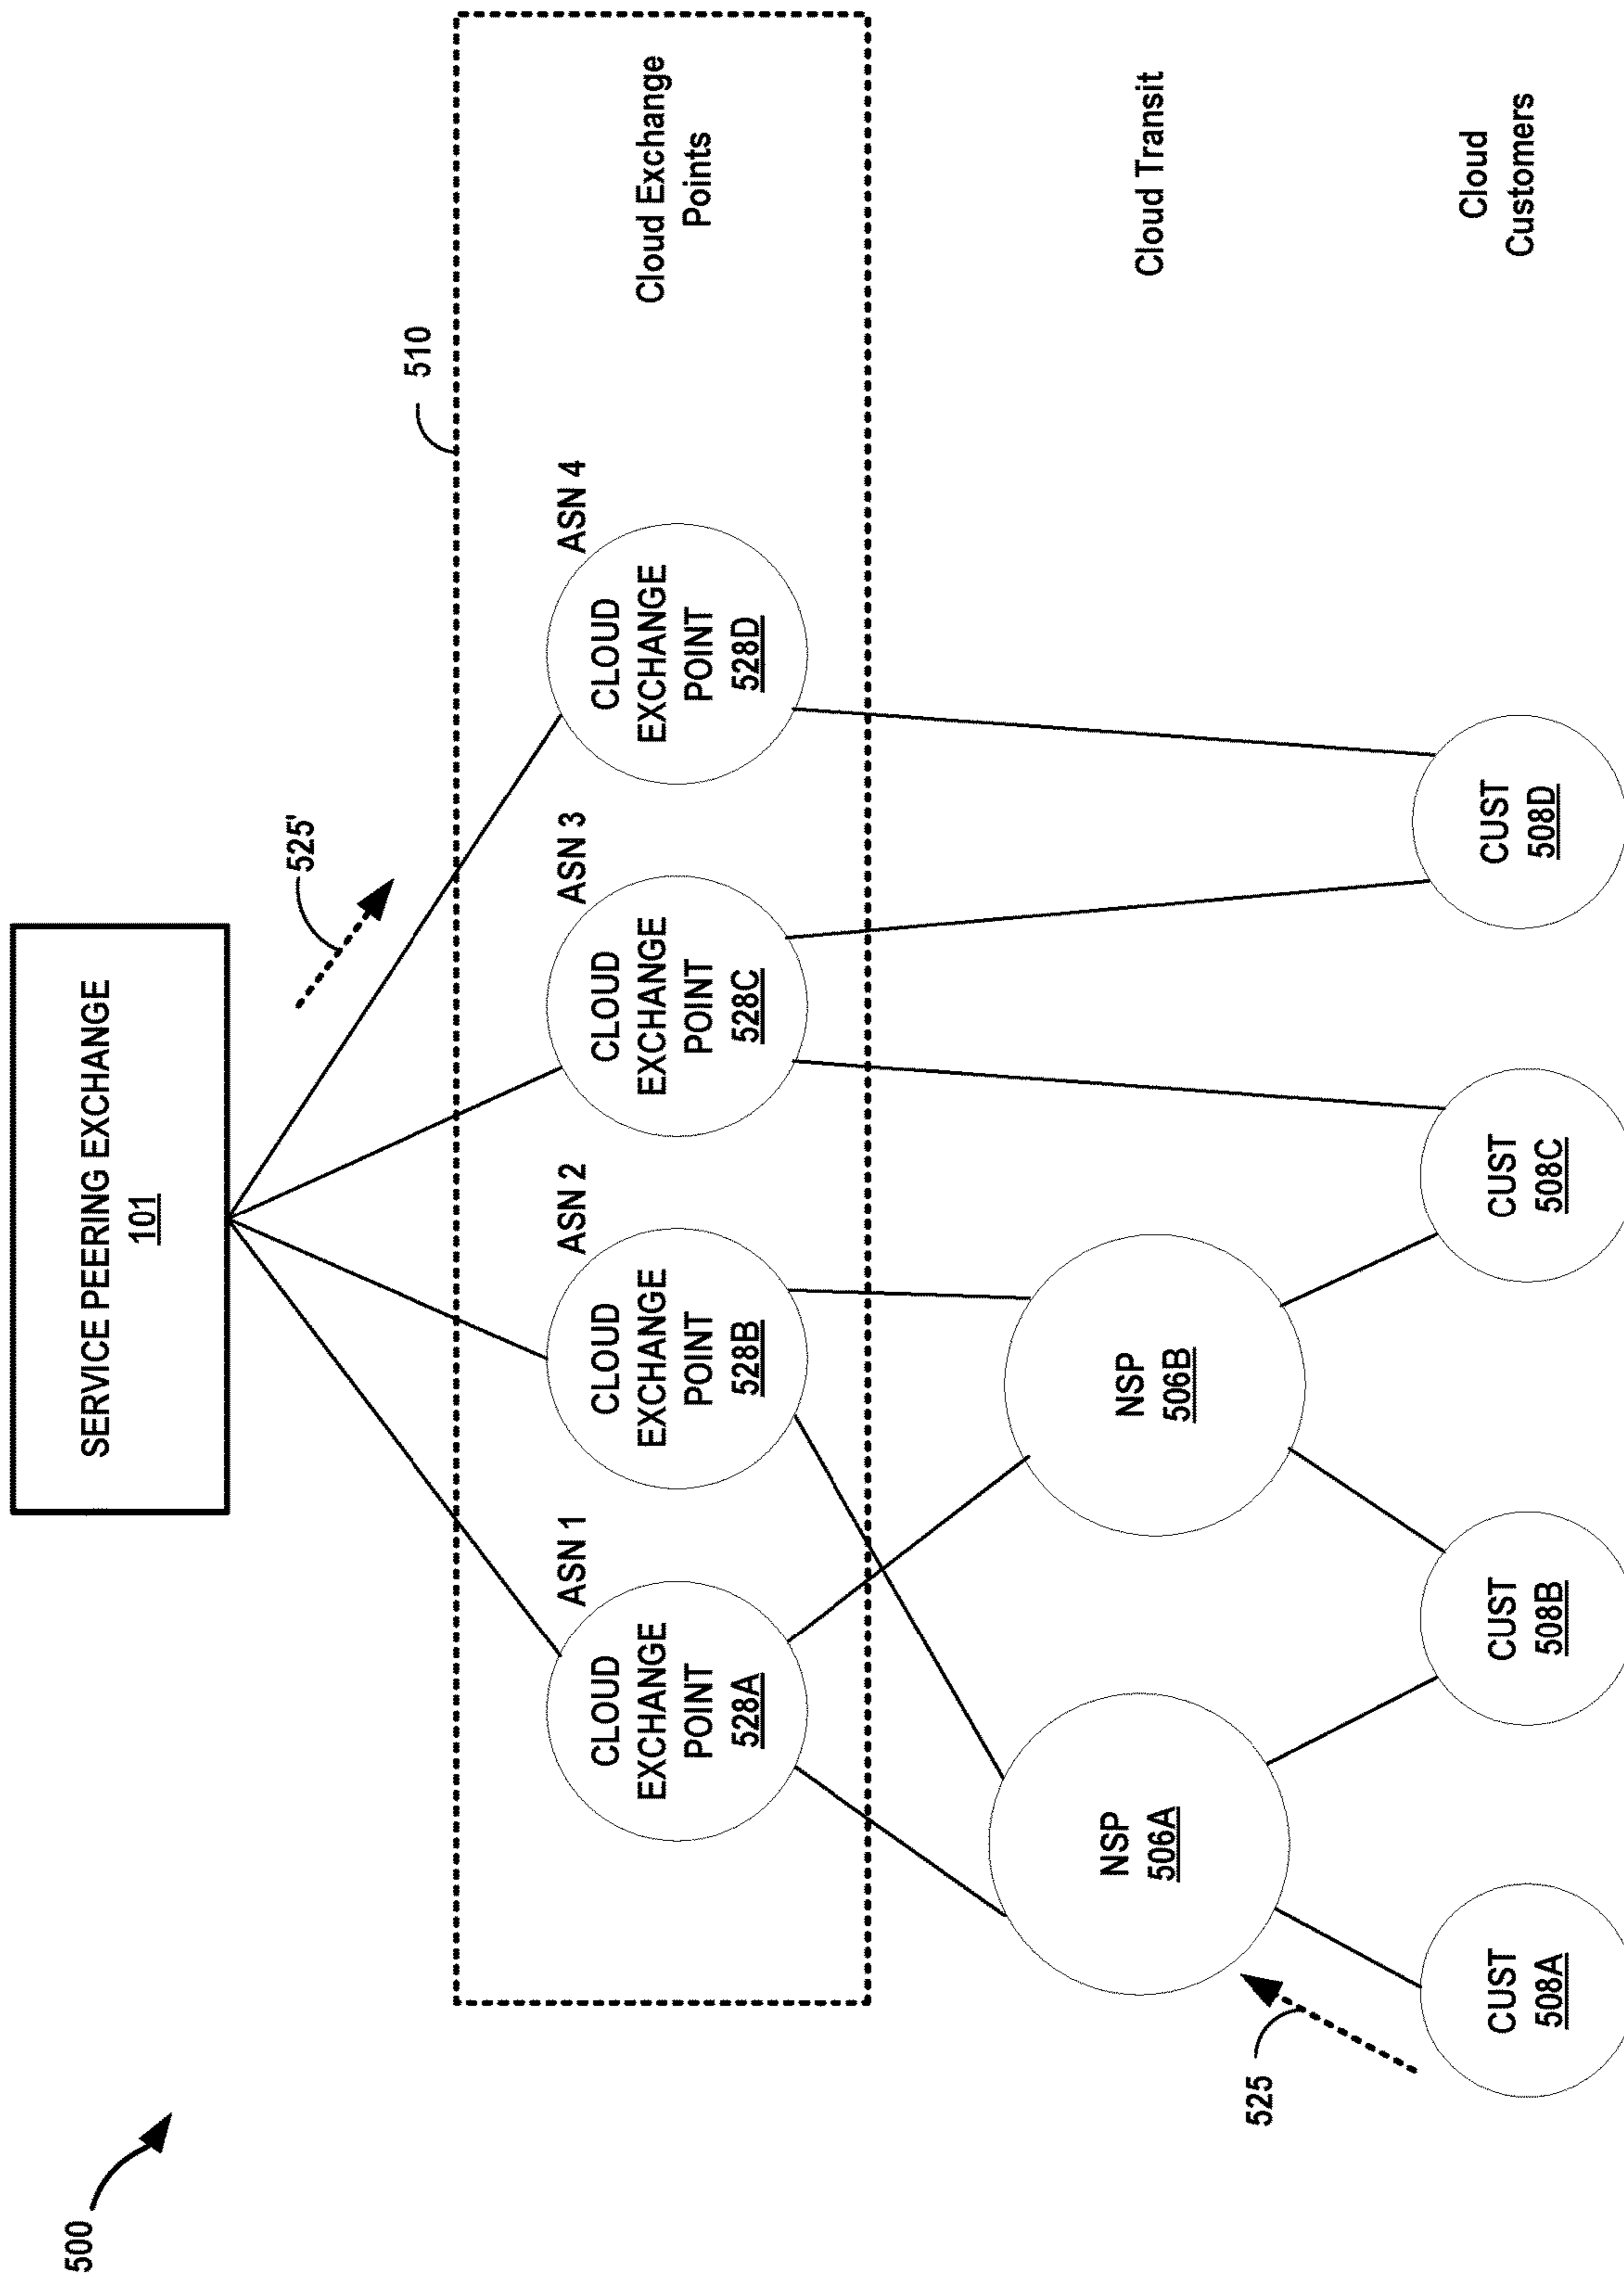 500
SERVICE PEERING EXCHANGE
101
525'
510
ASN 1
ASN 2
ASN 3
ASN 4
CLOUD
EXCHANGE
POINT
528A
CLOUD
EXCHANGE
POINT
528B
CLOUD
EXCHANGE
POINT
528C
CLOUD
EXCHANGE
POINT
528D
Cloud Exchange
Points
NSP
506A
NSP
506B
Cloud Transit
525
CUST
508A
CUST
508B
CUST
508C
CUST
508D
Cloud
Customers